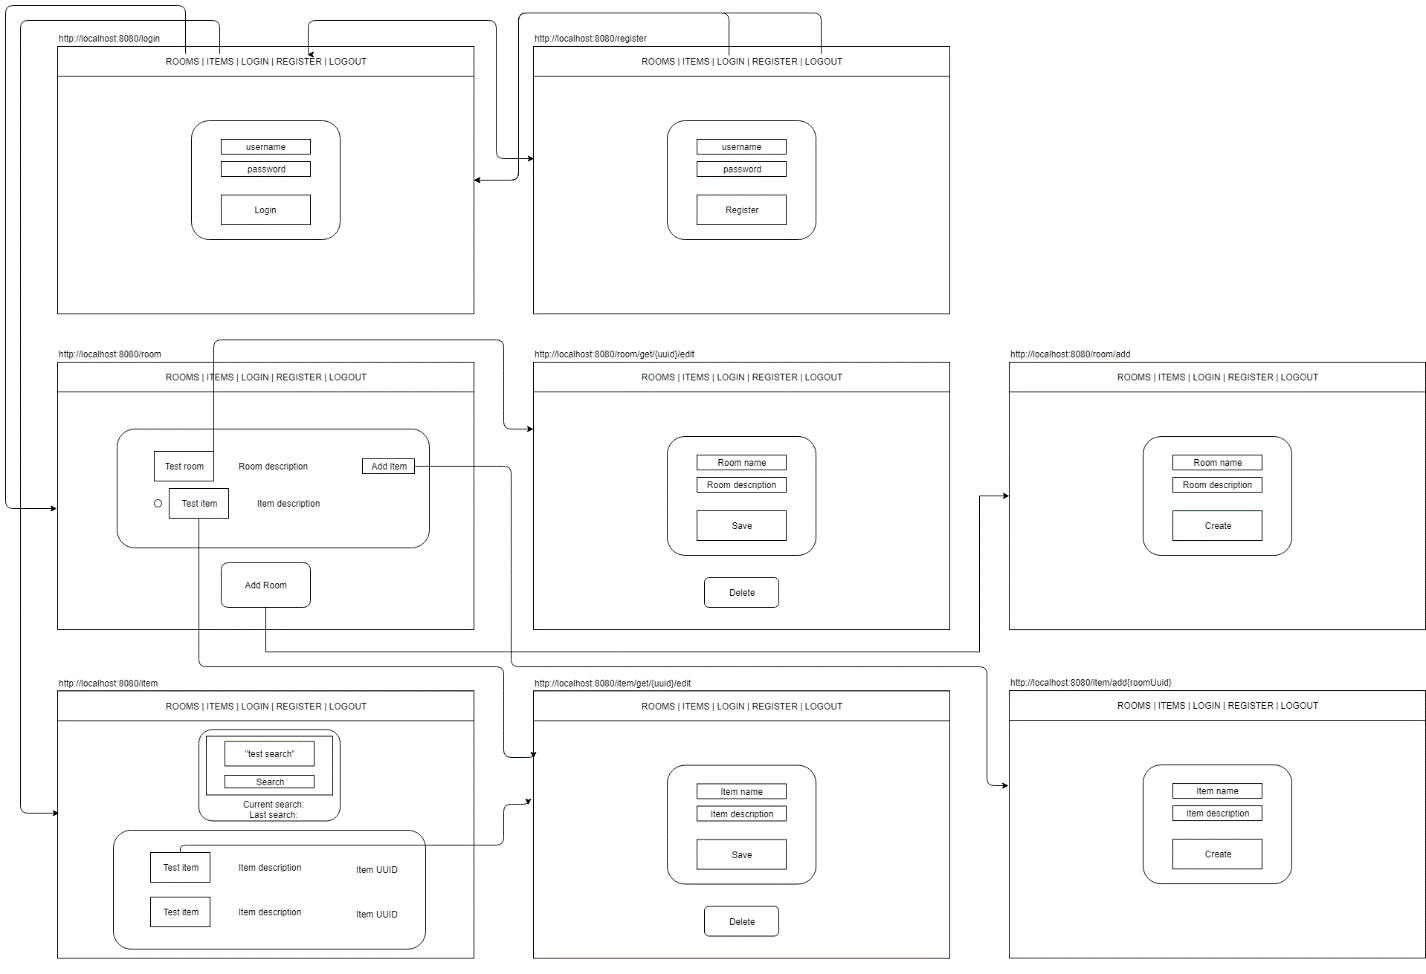 http://localhost:8080/login
ROOMS | ITEMS | LOGIN | REGISTER | LOGOUT
username
password
Login
http://localhost:8080/register
ROOMS | ITEMS | LOGIN | REGISTER | LOGOUT
username
password
Register
http://localhost:8080/room
ROOMS | ITEMS | LOGIN | REGISTER | LOGOUT
Test room
Room description
Add Item
Test item
Item description
Add Room
http://localhost:8080/room/get/{uuid}/edit
ROOMS | ITEMS | LOGIN | REGISTER | LOGOUT
Room name
Room description
Save
Delete
http://localhost:8080/room/add
ROOMS | ITEMS | LOGIN | REGISTER | LOGOUT
Room name
Room description
Create
http://localhost:8080/item
ROOMS | ITEMS | LOGIN | REGISTER | LOGOUT
"test search"
Search
Current search:
Last search:
Test item
Item description
Item UUID
Test item
Item description
Item UUID
http://localhost:8080/item/get/{uuid}/edit
ROOMS | ITEMS | LOGIN | REGISTER | LOGOUT
Item name
Item description
Save
Delete
http://localhost:8080/item/add{roomUuid}
ROOMS | ITEMS | LOGIN | REGISTER | LOGOUT
Item name
Item description
Create